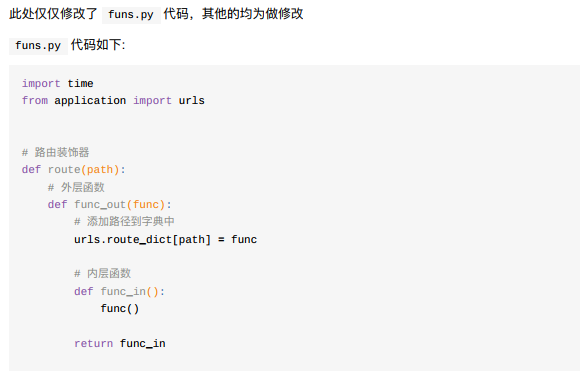 此处仅仅修改了 funs.py 代码，其他的均为做修改
funs.py 代码如下:
import time
from application import urls
# 路由装饰器
def route(path):
    # 外层函数
    def func_out(func):
        # 添加路径到字典中
        urls.route_dict[path] = func
        # 内层函数
        def func_in():
            func()
        return func_in